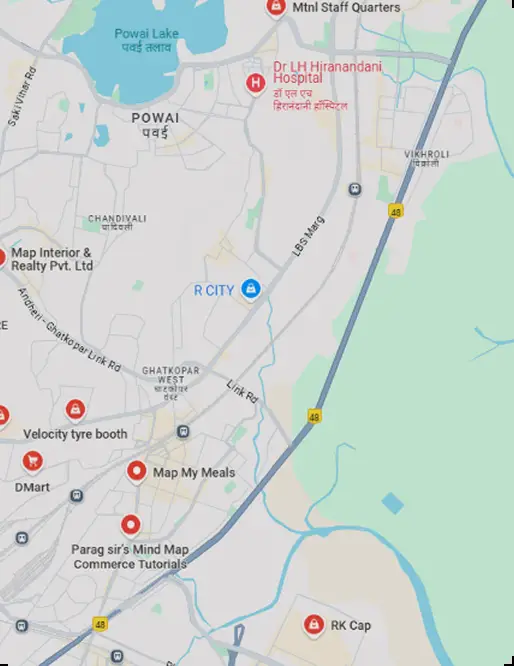 Mtnl Staff Quarters
Powai Lake
पवई तलाव
Dr LH Hiranandani
Hospital
डॉ एल एच
हिरानंदानी हॉस्पिटल
Saki Vihar Rd
POWAI
पवई
VIKHROLI
विक्रोळी
48
CHANDIVALI
चांदिवली
LBS Marg
Map Interior &
Realty Pvt. Ltd
R CITY
Andheri - Ghatkopar Link Rd
RE
GHATKOPAR
WEST
घाटकोपर
वेस्ट
Link Rd
48
Velocity tyre booth
DMart
Map My Meals
Parag sir's Mind Map
Commerce Tutorials
48
RK Cap